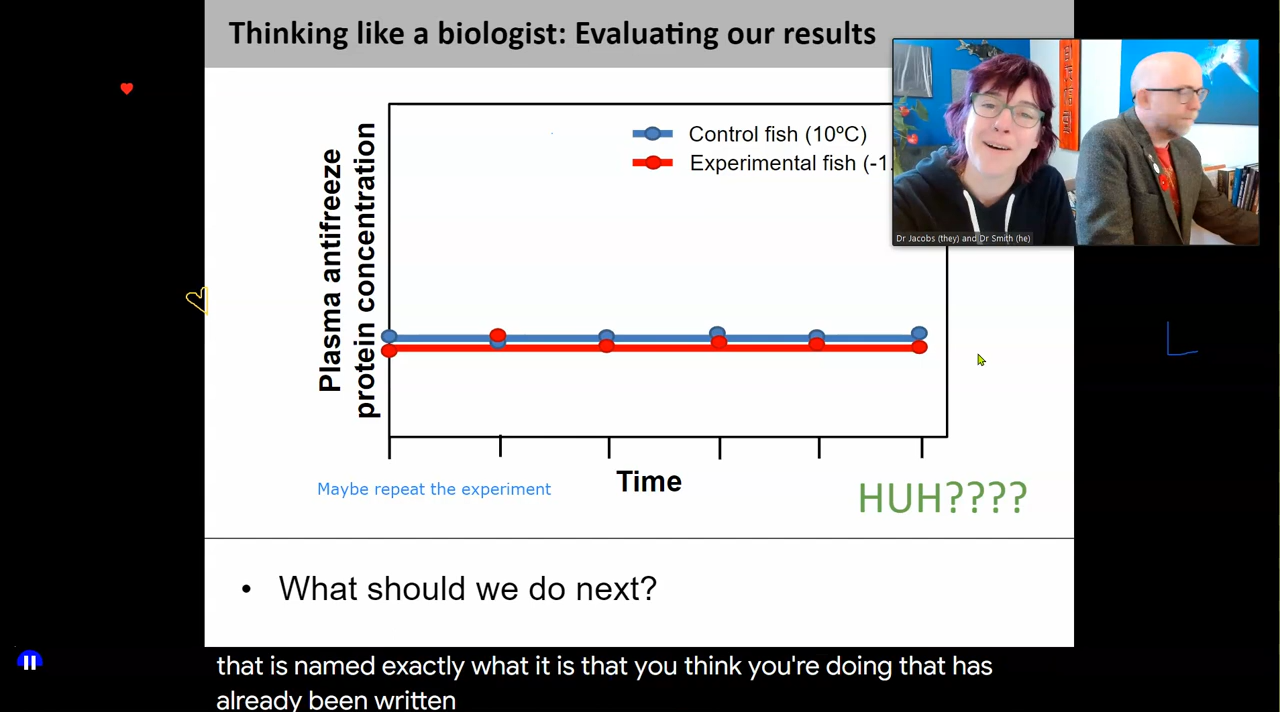 Thinking like a biologist: Evaluating our results
Plasma antifreeze
protein concentration
Control fish (10ºC)
Experimental fish (-1.
Dr Jacobs (they) and Dr Smith (he)
Time
Maybe repeat the experiment
HUH????
L
• What should we do next?
that is named exactly what it is that you think you're doing that has
already been written